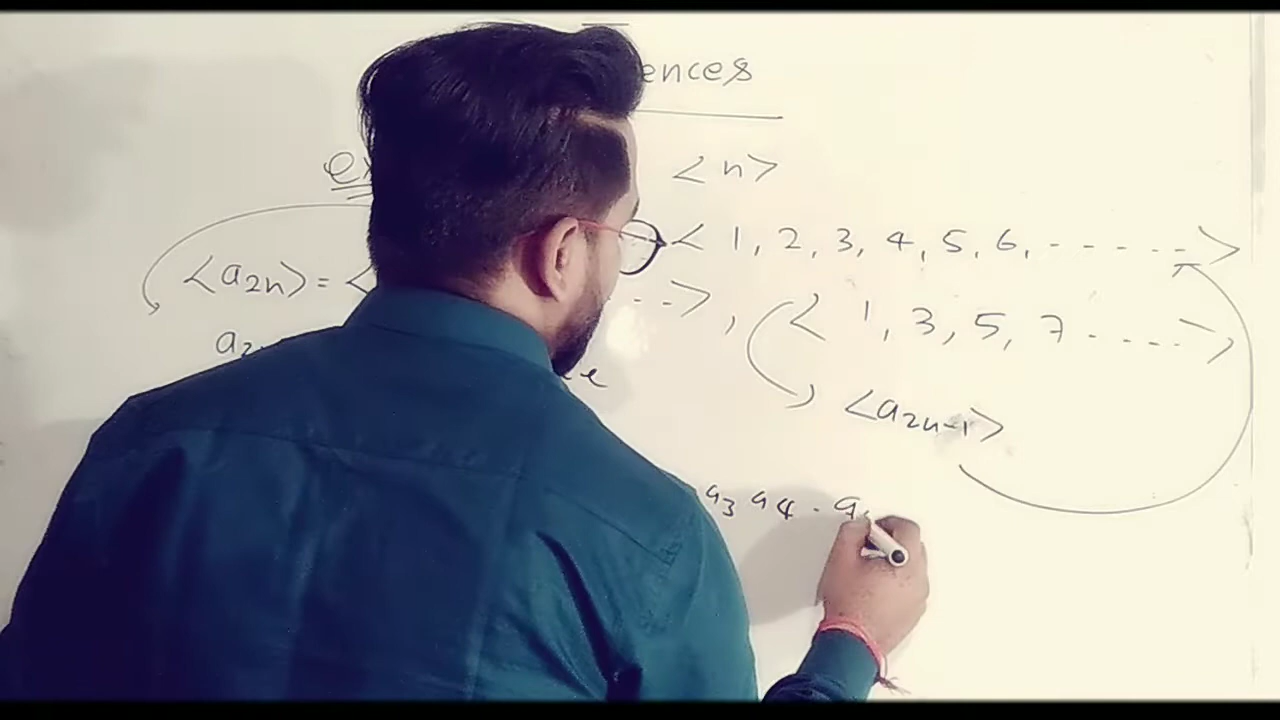 ences
<n>
< 1, 2, 3, 4, 5, 6, - - - - - - >
<a2n> = < - - - >, < 1, 3, 5, 7 - - - - - >
<a2n-1>
a3 a4 .